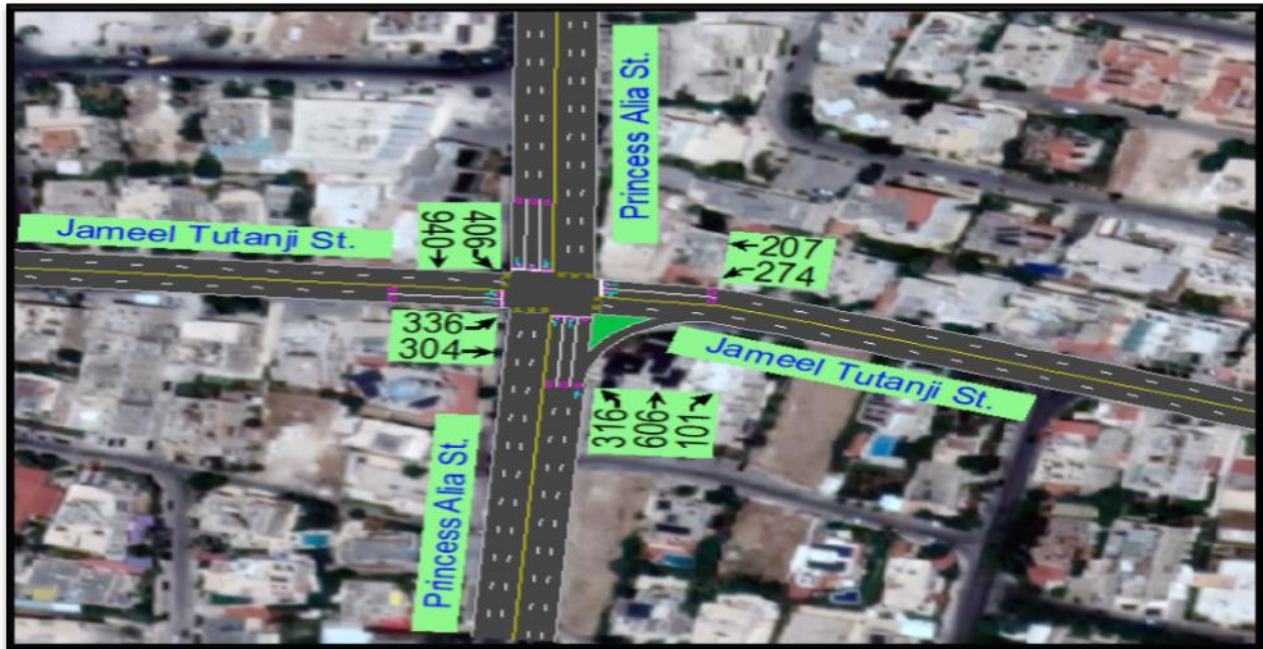 Princess Alia St.
Jameel Tutanji St.
940
406
207
274
336
304
316
606
101
Jameel Tutanji St.
Princess Alia St.